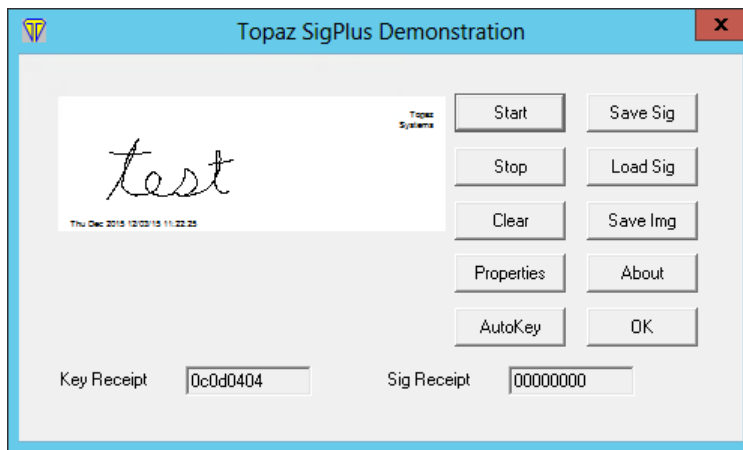 Topaz SigPlus Demonstration
x
Topaz
Systems
test
Thu Dec 2015 12/03/15 11:22:25
Start
Save Sig
Stop
Load Sig
Clear
Save Img
Properties
About
AutoKey
OK
Key Receipt
0c0d0404
Sig Receipt
00000000